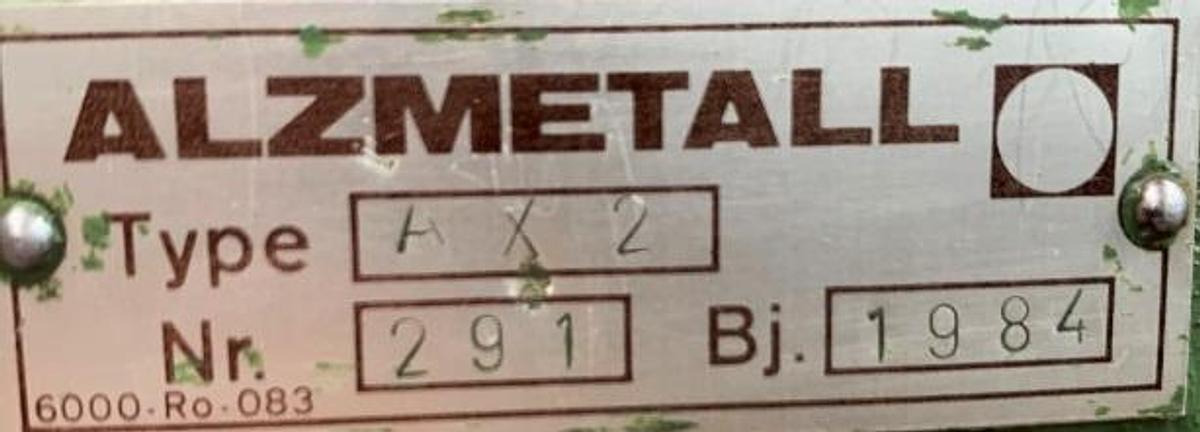 ALZMETALL
Type AX2
Nr. 291 Bj. 1984
6000-Ro-083